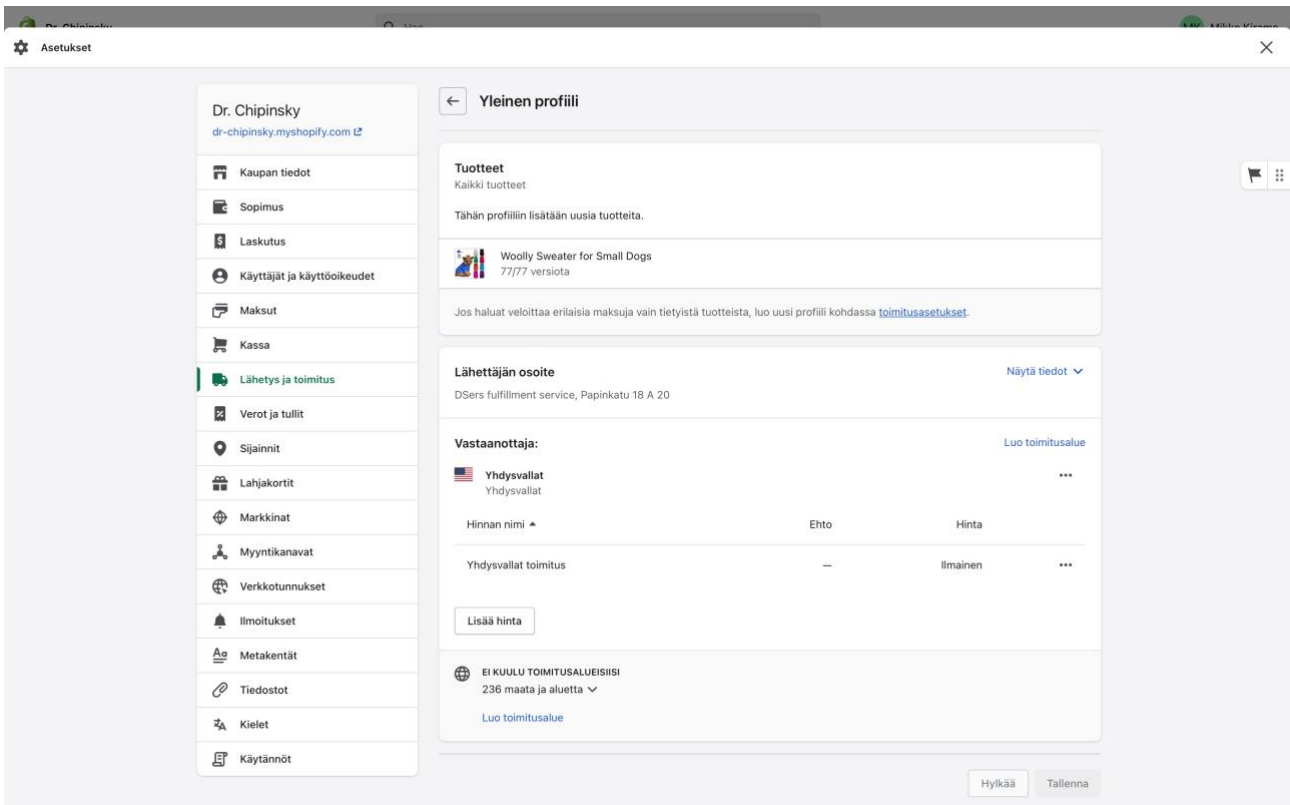 Asetukset
Dr. Chipinsky
dr-chipinsky.myshopify.com
Kaupan tiedot
Sopimus
Laskutus
Käyttäjät ja käyttöoikeudet
Maksut
Kassa
Lähetys ja toimitus
Verot ja tullit
Sijainnit
Lahjakortit
Markkinat
Myyntikanavat
Verkkotunnukset
Ilmoitukset
Metakentät
Tiedostot
Kielet
Käytännöt
Yleinen profiili
Tuotteet
Kaikki tuotteet
Tähän profiiliin lisätään uusia tuotteita.
Woolly Sweater for Small Dogs
77/77 versiota
Jos haluat veloittaa erilaisia maksuja vain tietyistä tuotteista, luo uusi profiili kohdassa toimitusasetukset.
Lähettäjän osoite Näytä tiedot
DSers fulfillment service, Papinkatu 18 A 20
Vastaanottaja: Luo toimitusalue
Yhdysvallat
Yhdysvallat
Hinnan nimi Ehto Hinta
Yhdysvallat toimitus — Ilmainen
Lisää hinta
EI KUULU TOIMITUSALUEISIISI
236 maata ja aluetta
Luo toimitusalue
Hylkää Tallenna